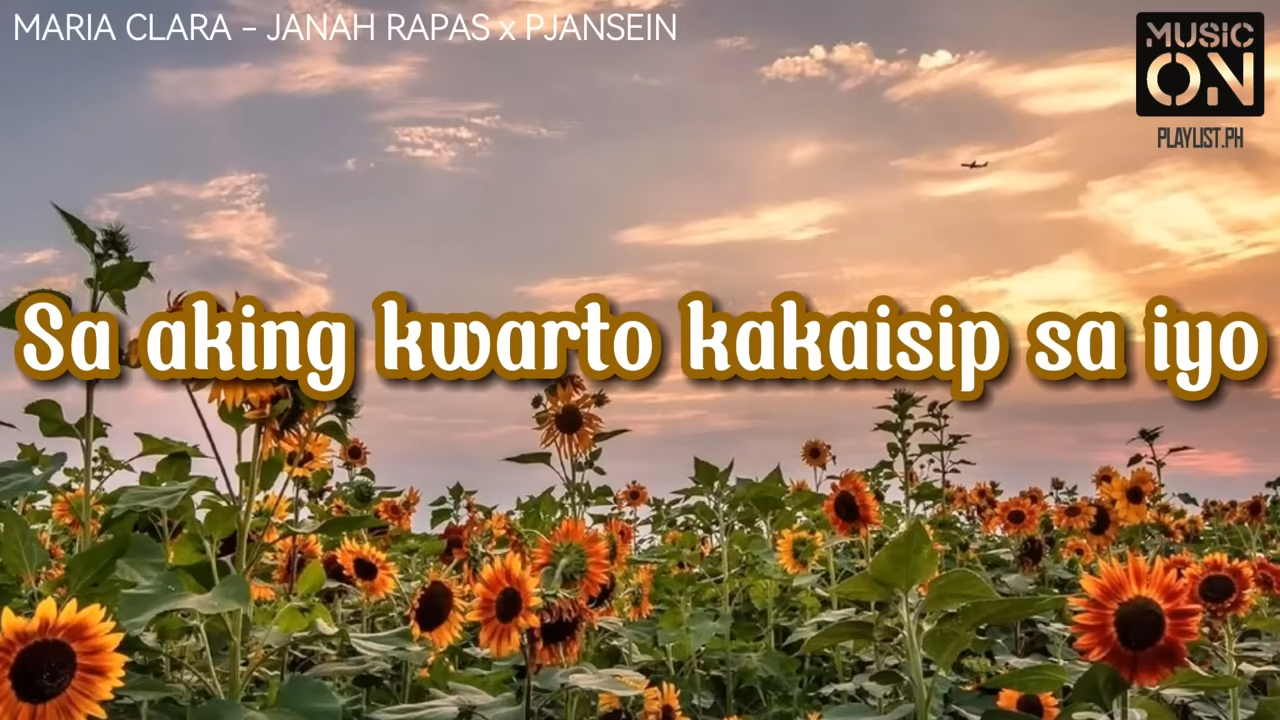 MARIA CLARA - JANAH RAPAS x PJANSEIN
MUSIC
ON
PLAYLIST.PH
Sa aking kwarto kakaisip sa iyo